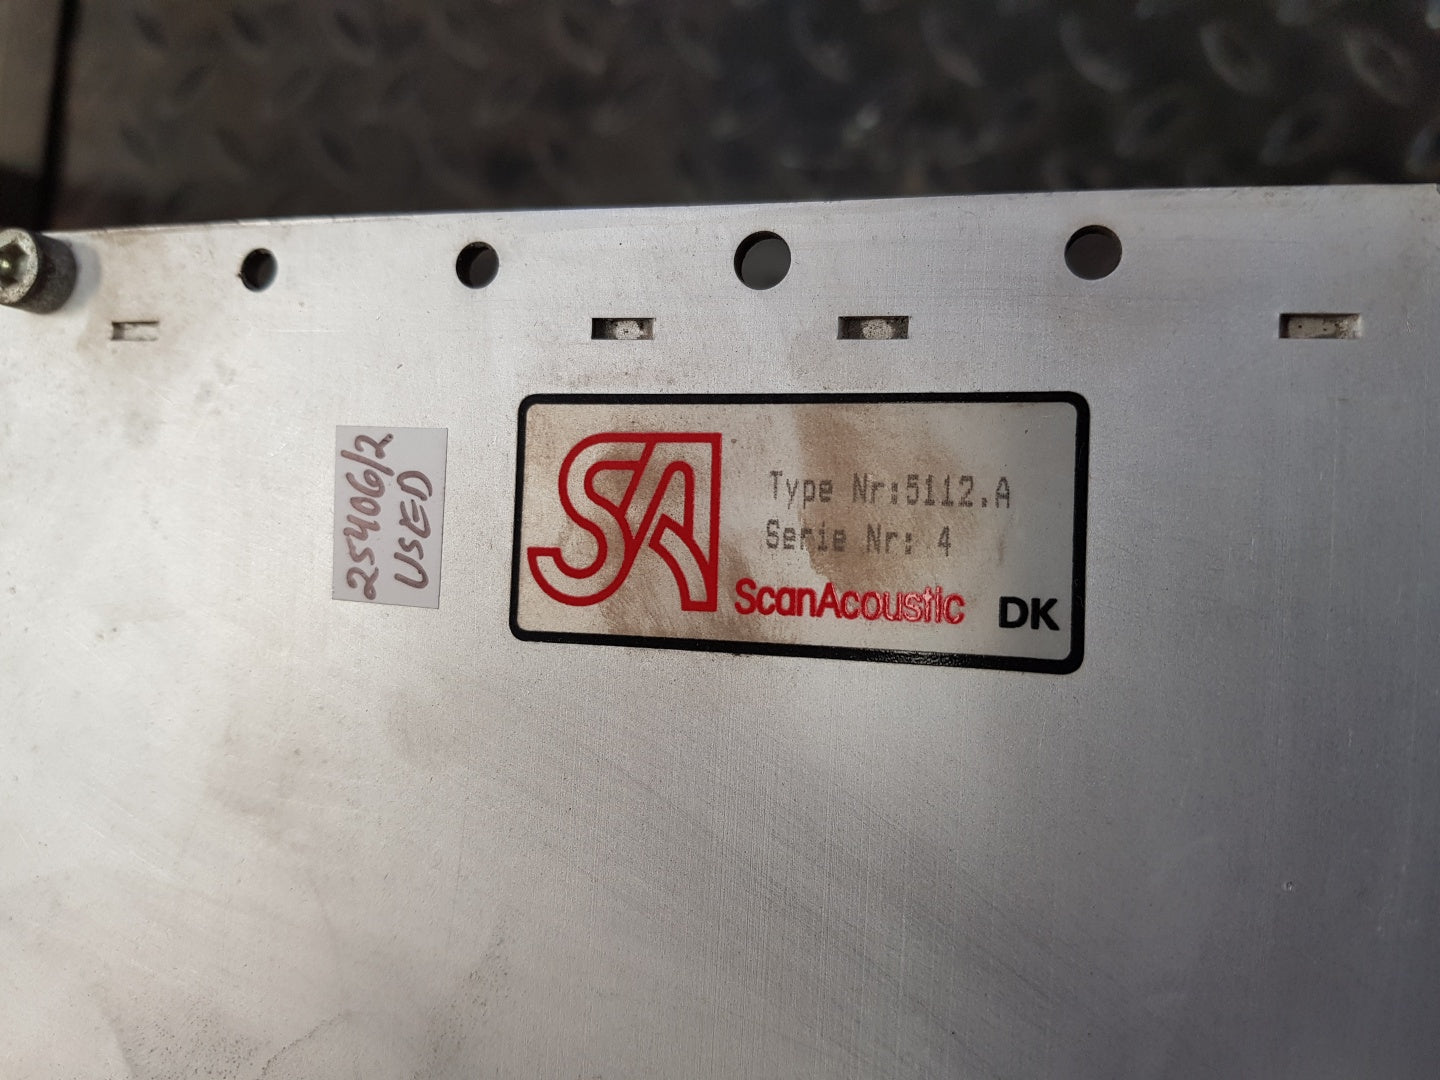 25406/2
USED
SA
Type Nr:5112.A
Serie Nr: 4
ScanAcoustic DK